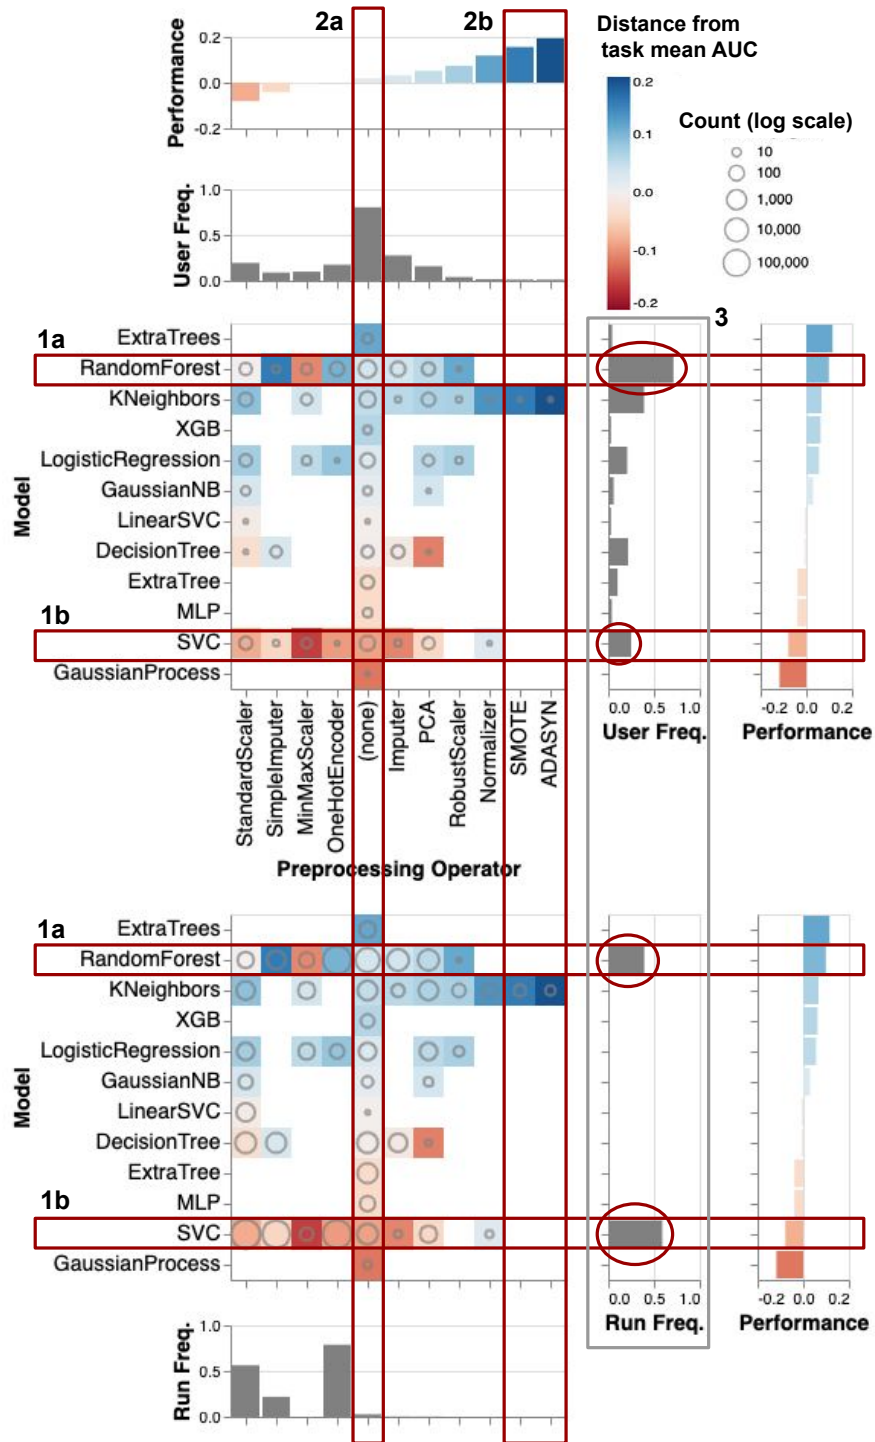 2a
2b
Distance from
task mean AUC
0.2
0.0
-0.2
Performance
0.2
0.1
0.0
-0.1
-0.2
Count (log scale)
10
100
1,000
10,000
100,000
1.0
0.5
0.0
User Freq.
3
1a
1b
Model
ExtraTrees
RandomForest
KNeighbors
XGB
LogisticRegression
GaussianNB
LinearSVC
DecisionTree
ExtraTree
MLP
SVC
GaussianProcess
0.0 0.5 1.0
User Freq.
-0.2 0.0 0.2
Performance
StandardScaler
SimpleImputer
MinMaxScaler
OneHotEncoder
(none)
Imputer
PCA
RobustScaler
Normalizer
SMOTE
ADASYN
Preprocessing Operator
1a
1b
Model
ExtraTrees
RandomForest
KNeighbors
XGB
LogisticRegression
GaussianNB
LinearSVC
DecisionTree
ExtraTree
MLP
SVC
GaussianProcess
0.0 0.5 1.0
Run Freq.
-0.2 0.0 0.2
Performance
1.0
0.5
0.0
Run Freq.